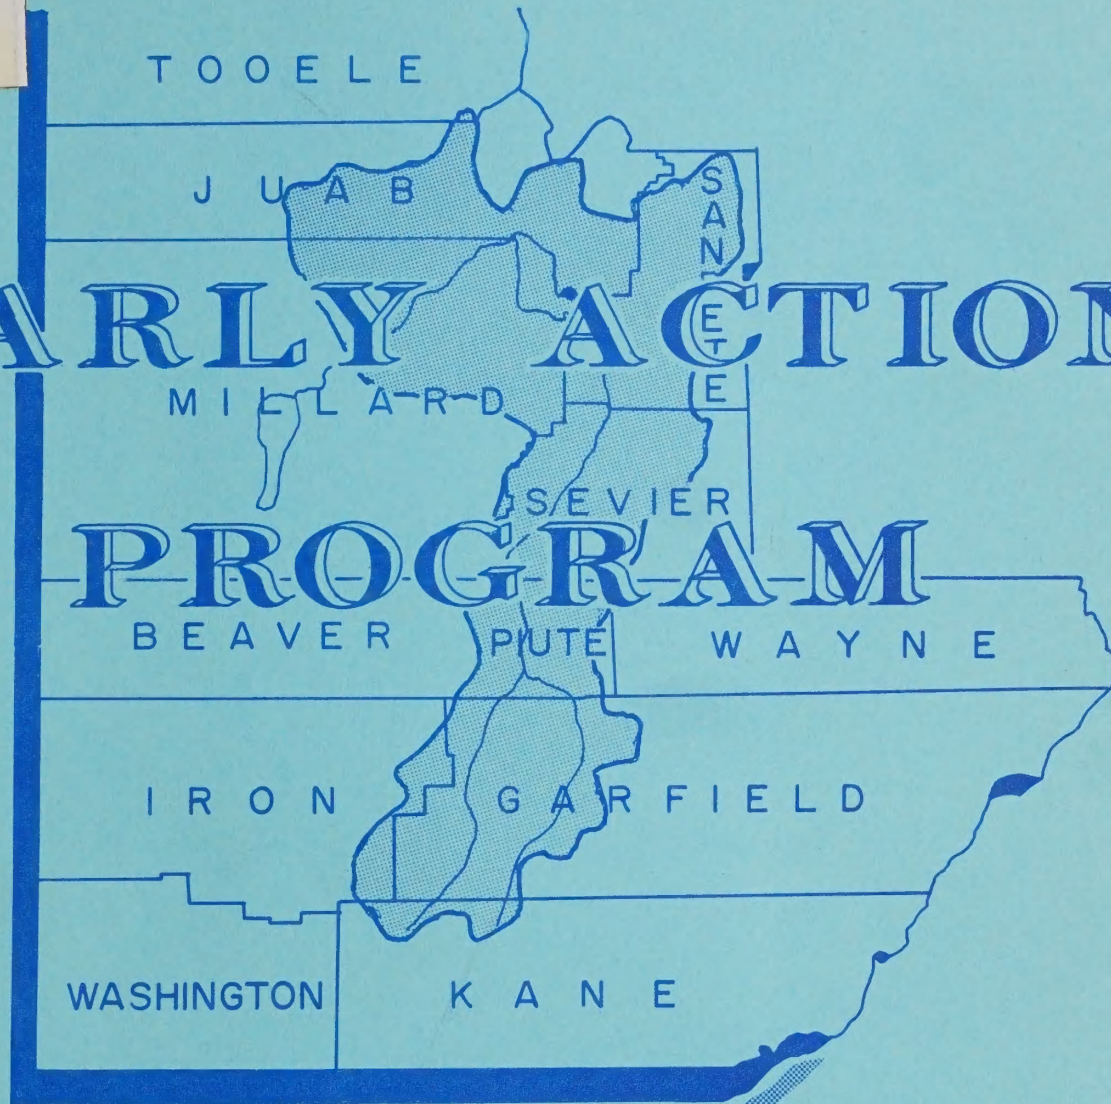 TOOELE
JUAB
SANPETE
ARLY ACTION
MILLARD
SEVIER
PROGRAM
BEAVER PIUTE WAYNE
IRON GARFIELD
WASHINGTON KANE